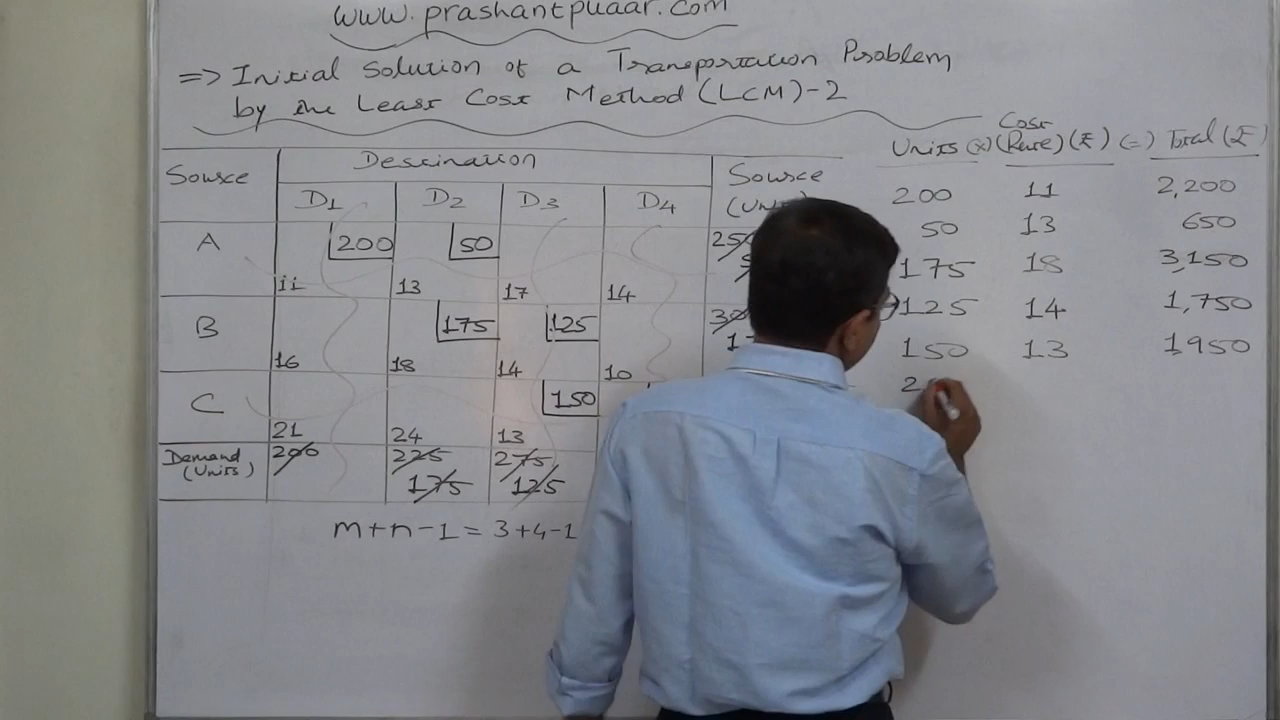 www.prashantpuaar.com
=> Initial Solution of a Transportation Problem
by the Least Cost Method (LCM)-2
Source Destination Source
(Units
D1 D2 D3 D4
A 200 50 250
11 13 17 14
B 175 125
16 18 14 10
C 150
21 24 13
Demand (Units) 200 225 275
175 125
m+n-1 = 3+4-1
Units (x) Cost (Rate) (₹) (=) Total (₹)
200 11 2,200
50 13 650
175 18 3,150
125 14 1,750
150 13 1950
2